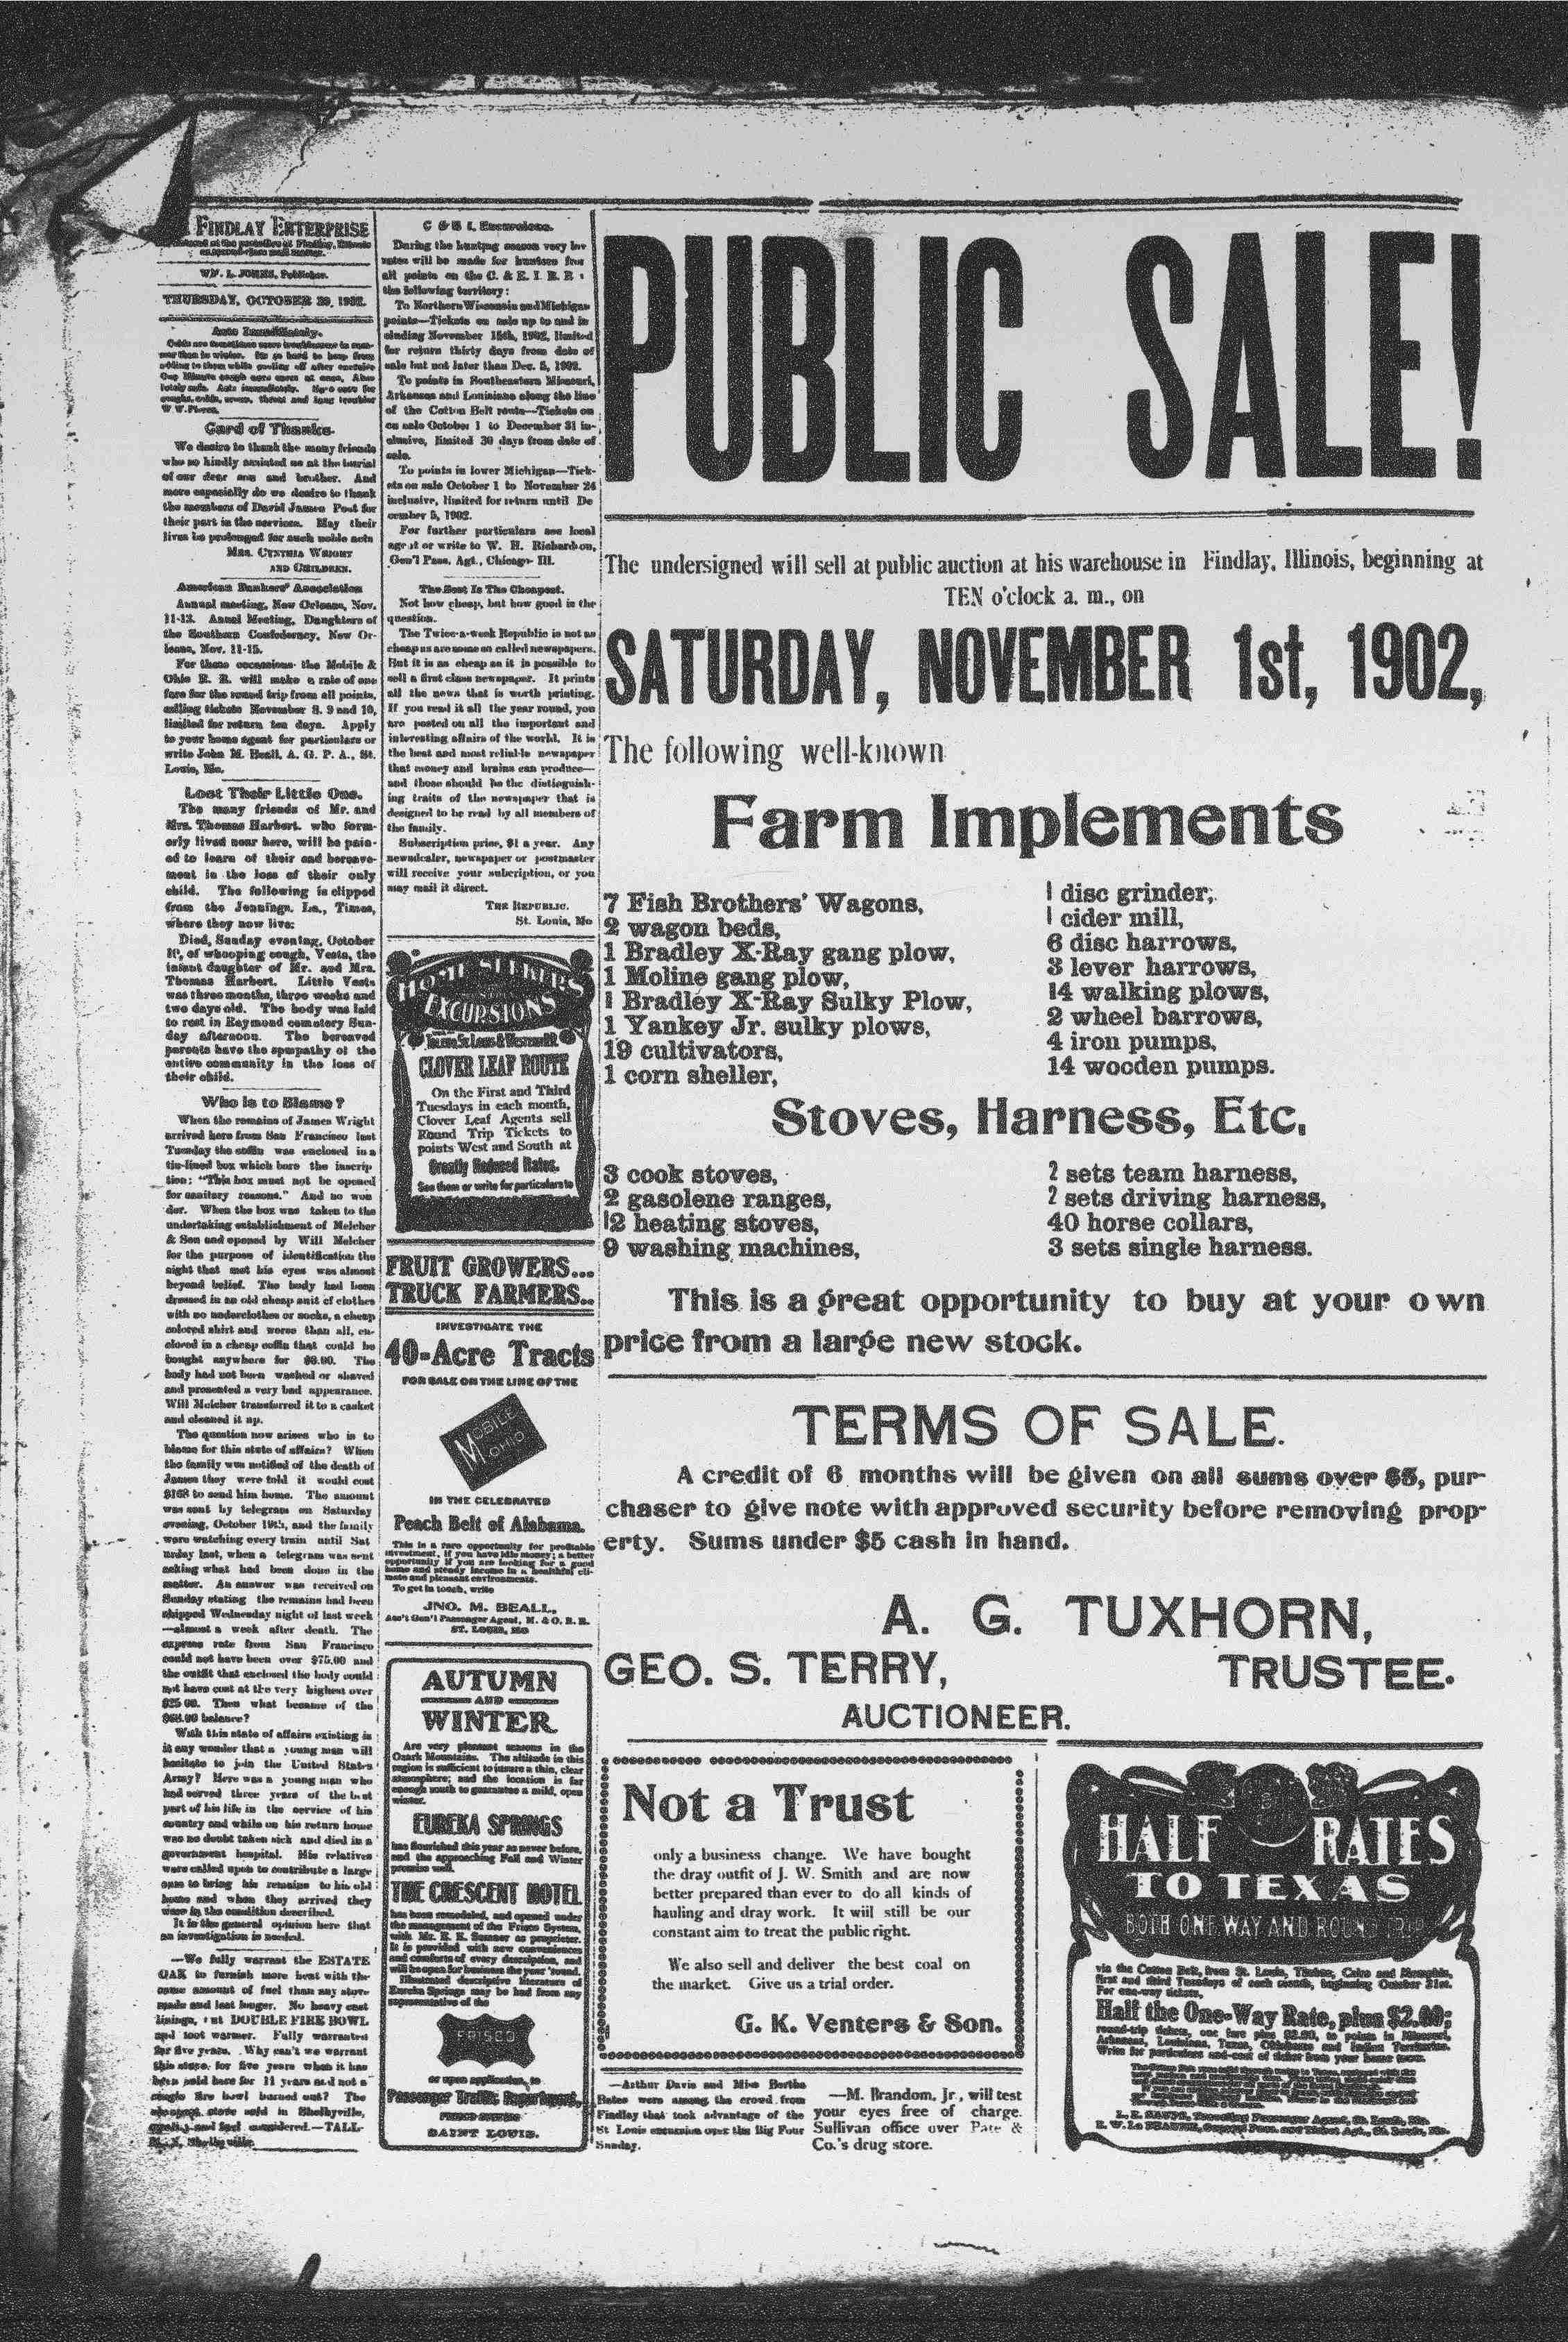 FINDLAY ENTERPRISE
WM. L. JONES, Publisher.
THURSDAY, OCTOBER 30, 1902.
Acts Immediately.
Colds are sometimes more troublesome in sum-
mer than in winter. It's so hard to keep from
adding to them while cooling off after exercise
One Minute cough cure cures at once. Abso
lutely safe. Acts immediately. Sure cure for
coughs, colds, croup, throat and lung troubles
Card of Thanks.
We desire to thank the many friends
who so kindly assisted us at the burial
of our dear son and brother. And
more especially do we desire to thank
the members of David James Post for
their part in the services. May their
lives be prolonged for such noble acts
MRS. CYNTHIA WRIGHT
AND CHILDREN.
American Bankers' Association
Annual meeting, New Orleans, Nov.
11-13. Anual Meeting, Daughters of
the Southern Confederacy, New Or-
leans, Nov. 11-15.
For these occasions the Mobile &
Ohio R. R. will make a rate of one
fare for the round trip from all points,
selling tickets November 8, 9 and 10,
limited for return ten days. Apply
to your home agent for particulars or
write John M. Beall, A. G. P. A., St.
Louis, Mo.
Lost Their Little One.
The many friends of Mr. and
Mrs. Thomas Harbert, who form-
erly lived near here, will be pain-
ed to learn of their sad bereave-
ment in the loss of their only
child. The following is clipped
from the Jennings, La., Times,
where they now live:
Died, Sunday evening, October
of whooping cough, Vesta, the
infant daughter of Mr. and Mrs.
Thomas Harbert. Little Vesta
was three months, three weeks and
two days old. The body was laid
to rest in Raymond cemetery Sun-
day afternoon. The bereaved
parents have the sympathy of the
entire community in the loss of
their child.
Who is to Blame?
When the remains of James Wright
arrived here from San Francisco last
Tuesday the coffin was enclosed in a
tin-lined box which bore the inscrip
tion: "This box must not be opened
for sanitary reasons." And no won
der. When the box was taken to the
undertaking establishment of Melcher
& Son and opened by Will Melcher
for the purpose of identification the
sight that met his eyes was almost
beyond belief. The body had been
dressed in an old cheap suit of clothes
with no underclothes or socks, a cheap
colored shirt and worse than all, en-
closed in a cheap coffin that could be
bought anywhere for $8.00. The
body had not been washed or shaved
and presented a very bad appearance.
Will Melcher transferred it to a casket
and cleaned it up.
The question now arises who is to
blame for this state of affairs? When
the family was notified of the death of
James they were told it would cost
$168 to send him home. The amount
was sent by telegram on Saturday
evening, October 18th, and the family
were watching every train until Sat
urday last, when a telegram was sent
asking what had been done in the
matter. An answer was received on
Sunday stating the remains had been
shipped Wednesday night of last week
—almost a week after death. The
express rate from San Francisco
could not have been over $75.00 and
the outfit that enclosed the body could
not have cost at the very highest over
$25 00. Then what became of the
$68.00 balance?
With this state of affairs existing is
it any wonder that a young man will
hesitate to join the United States
Army? Here was a young man who
had served three years of the best
part of his life in the service of his
country and while on his return home
was no doubt taken sick and died in a
government hospital. His relatives
were called upon to contribute a large
sum to bring his remains to his old
home and when they arrived they
were in the condition described.
It is the general opinion here that
an investigation is needed.
—We fully warrant the ESTATE
OAK to furnish more heat with the
same amount of fuel than any stove
made and last longer. No heavy cast
linings, but DOUBLE FIRE BOWL
and foot warmer. Fully warranted
for five years. Why can't we warrant
this stove for five years when it has
been sold here for 11 years and not a
single fire bowl burned out? The
cheapest stove sold in Shelbyville,
considered.—TALL-
C & E I. Excursions.
During the hunting season very low
rates will be made for hunters from
all points on the C. & E. I. R. R.
the following territory:
To Northern Wisconsin and Michigan
points—Tickets on sale up to and in
cluding November 15th, 1902, limited
for return thirty days from date of
sale but not later than Dec. 5, 1902.
To points in Southeastern Missouri,
Arkansas and Louisiana along the line
of the Cotton Belt route—Tickets on
on sale October 1 to December 31 in-
clusive, limited 30 days from date of
sale.
To points in lower Michigan—Tick-
ets on sale October 1 to November 24
inclusive, limited for return until De
cember 5, 1902.
For further particulars see local
agent or write to W. H. Richardson,
Gen'l Pass. Agt., Chicago Ill.
The Best Is The Cheapest.
Not how cheap, but how good is the
question.
The Twice-a-week Republic is not as
cheap as are some so called newspapers.
But it is as cheap as it is possible to
sell a first class newspaper. It prints
all the news that is worth printing.
If you read it all the year round, you
are posted on all the important and
interesting affairs of the world. It is
the best and most reliable newspaper
that money and brains can produce—
and those should be the distinguish-
ing traits of the newspaper that is
designed to be read by all members of
the family.
Subscription price, $1 a year. Any
newsdealer, newspaper or postmaster
will receive your subcription, or you
may mail it direct.
THE REPUBLIC.
St. Louis, Mo
HOME SEEKERS
EXCURSIONS
Toledo, St. Louis & Western R.R.
CLOVER LEAF ROUTE
On the First and Third
Tuesdays in each month,
Clover Leaf Agents sell
Round Trip Tickets to
points West and South at
Greatly Reduced Rates.
See them or write for particulars to
FRUIT GROWERS...
TRUCK FARMERS..
INVESTIGATE THE
40-Acre Tracts
FOR SALE ON THE LINE OF THE
MOBILE
OHIO
IN THE CELEBRATED
Peach Belt of Alabama.
This is a rare opportunity for profitable
investment, if you have idle money; a better
opportunity if you are looking for a good
home and steady income in a healthful cli-
mate and pleasant environments.
To get in touch, write
JNO. M. BEALL,
Ass't Gen'l Passenger Agent, M. & O. R. R.
ST. LOUIS, MO
AUTUMN
AND
WINTER
Are very pleasant seasons in the
Ozark Mountains. The altitude in this
region is sufficient to insure a thin, clear
atmosphere; and the location is far
enough south to guarantee a mild, open
winter.
EUREKA SPRINGS
has flourished this year as never before,
and the approaching Fall and Winter
promise well.
THE CRESCENT HOTEL
has been remodeled, and opened under
the management of the Frisco System,
with Mr. E. E. Sumner as proprietor.
It is provided with new conveniences
and comforts of every description, and
will be open for business the year 'round.
Illustrated descriptive literature of
Eureka Springs may be had from any
representative of the
FRISCO
or upon application, to
Passenger Traffic Department,
FRISCO SYSTEM
SAINT LOUIS.
PUBLIC SALE!
The undersigned will sell at public auction at his warehouse in Findlay, Illinois, beginning at
TEN o'clock a. m., on
SATURDAY, NOVEMBER 1st, 1902,
The following well-known
Farm Implements
7 Fish Brothers' Wagons,
2 wagon beds,
1 Bradley X-Ray gang plow,
1 Moline gang plow,
1 Bradley X-Ray Sulky Plow,
1 Yankey Jr. sulky plows,
19 cultivators,
1 corn sheller,
1 disc grinder,
1 cider mill,
6 disc harrows,
3 lever harrows,
14 walking plows,
2 wheel barrows,
4 iron pumps,
14 wooden pumps.
Stoves, Harness, Etc.
3 cook stoves,
2 gasolene ranges,
12 heating stoves,
9 washing machines,
2 sets team harness,
2 sets driving harness,
40 horse collars,
3 sets single harness.
This is a great opportunity to buy at your own
price from a large new stock.
TERMS OF SALE.
A credit of 6 months will be given on all sums over $5, pur-
chaser to give note with approved security before removing prop-
erty. Sums under $5 cash in hand.
A. G. TUXHORN,
TRUSTEE.
GEO. S. TERRY,
AUCTIONEER.
Not a Trust
only a business change. We have bought
the dray outfit of J. W. Smith and are now
better prepared than ever to do all kinds of
hauling and dray work. It will still be our
constant aim to treat the public right.
We also sell and deliver the best coal on
the market. Give us a trial order.
G. K. Venters & Son.
—Arthur Davis and Miss Bertha
Bates were among the crowd from
Findlay that took advantage of the
St Louis excursion over the Big Four
Sunday.
—M. Brandom, Jr., will test
your eyes free of charge.
Sullivan office over Pate &
Co.'s drug store.
HALF RATES
TO TEXAS
BOTH ONE WAY AND ROUND TRIP
via the Cotton Belt, from St. Louis, Thebes, Cairo and Memphis,
first and third Tuesdays of each month, beginning October 21st.
For one-way tickets,
Half the One-Way Rate, plus $2.00;
round-trip tickets, one fare plus $2.00, to points in Missouri,
Arkansas, Louisiana, Texas, Oklahoma and Indian Territories.
Write for particulars and cost of ticket from your home town.